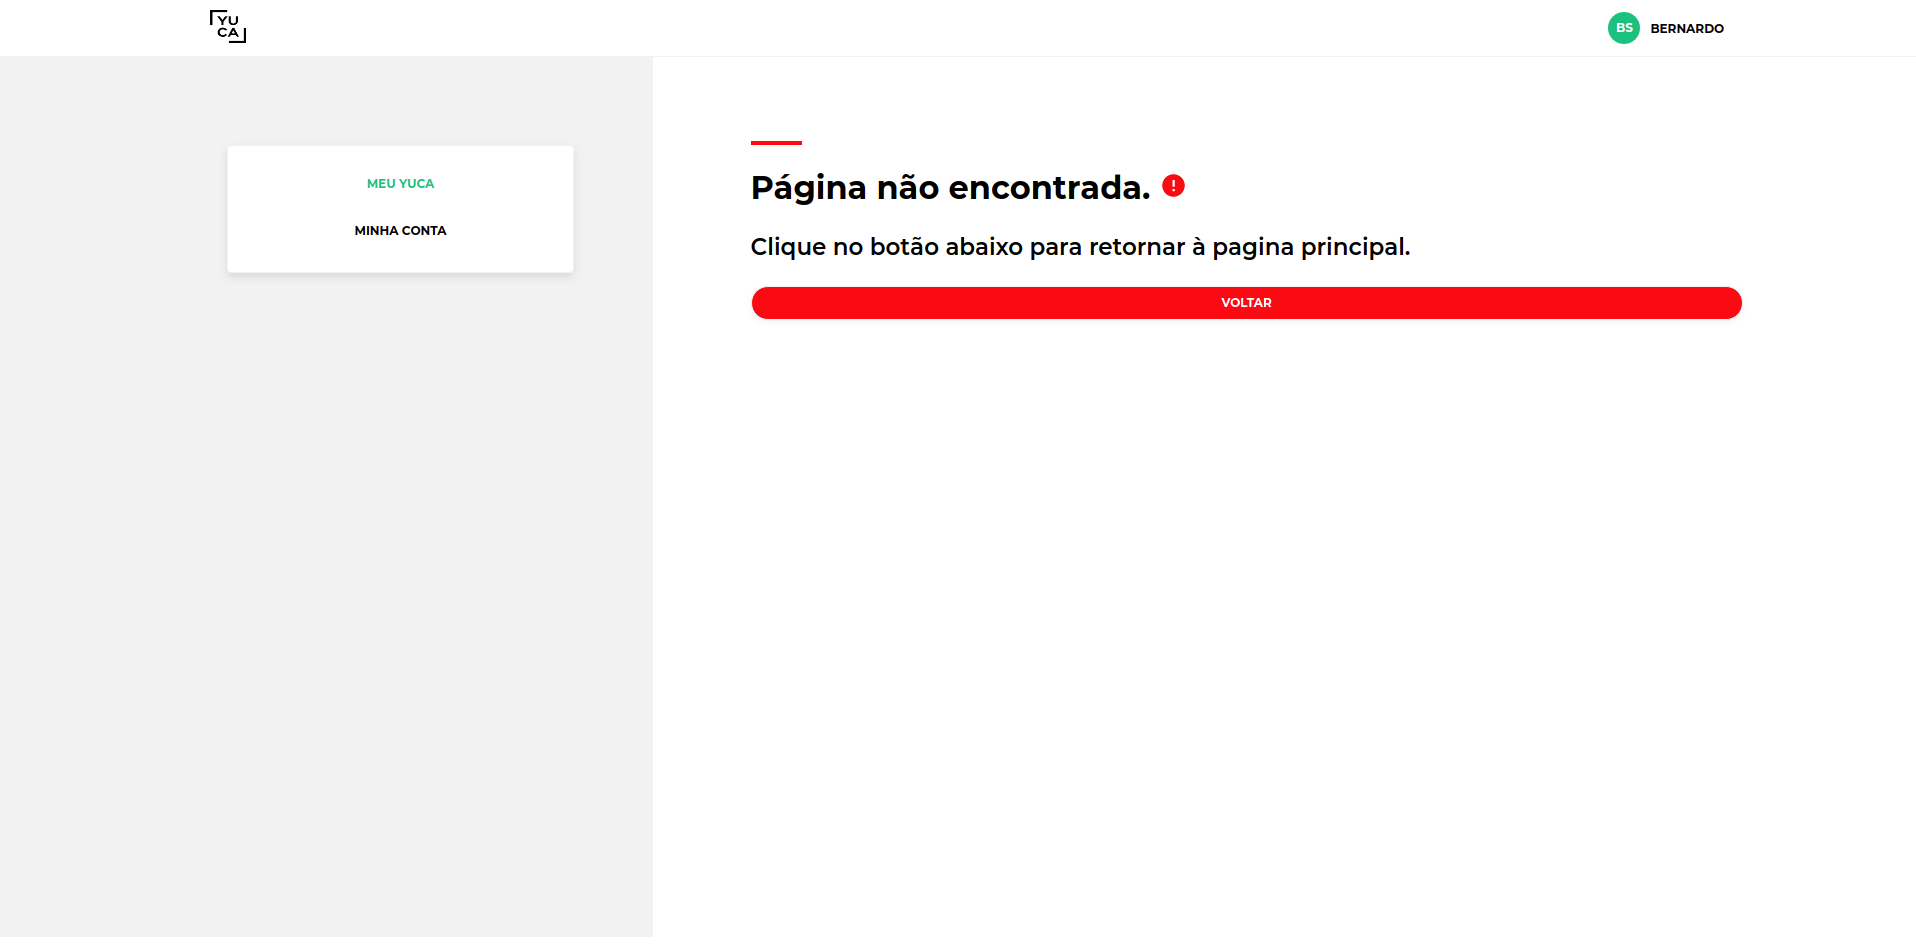 YU
CA
BS BERNARDO
MEU YUCA
MINHA CONTA
Página não encontrada.
Clique no botão abaixo para retornar à pagina principal.
VOLTAR